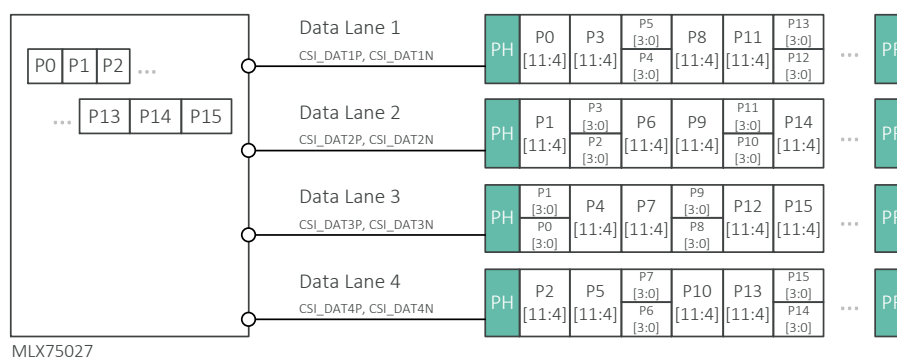 P0 P1 P2 ...
... P13 P14 P15
MLX75027
Data Lane 1
CSI_DAT1P, CSI_DAT1N
PH P0 [11:4] P3 [11:4] P5 [3:0] P4 [3:0] P8 [11:4] P11 [11:4] P13 [3:0] P12 [3:0] ...
Data Lane 2
CSI_DAT2P, CSI_DAT2N
PH P1 [11:4] P3 [3:0] P2 [3:0] P6 [11:4] P9 [11:4] P11 [3:0] P10 [3:0] P14 [11:4] ...
Data Lane 3
CSI_DAT3P, CSI_DAT3N
PH P1 [3:0] P0 [3:0] P4 [11:4] P7 [11:4] P9 [3:0] P8 [3:0] P12 [11:4] P15 [11:4] ...
Data Lane 4
CSI_DAT4P, CSI_DAT4N
PH P2 [11:4] P5 [11:4] P7 [3:0] P6 [3:0] P10 [11:4] P13 [11:4] P15 [3:0] P14 [3:0] ...